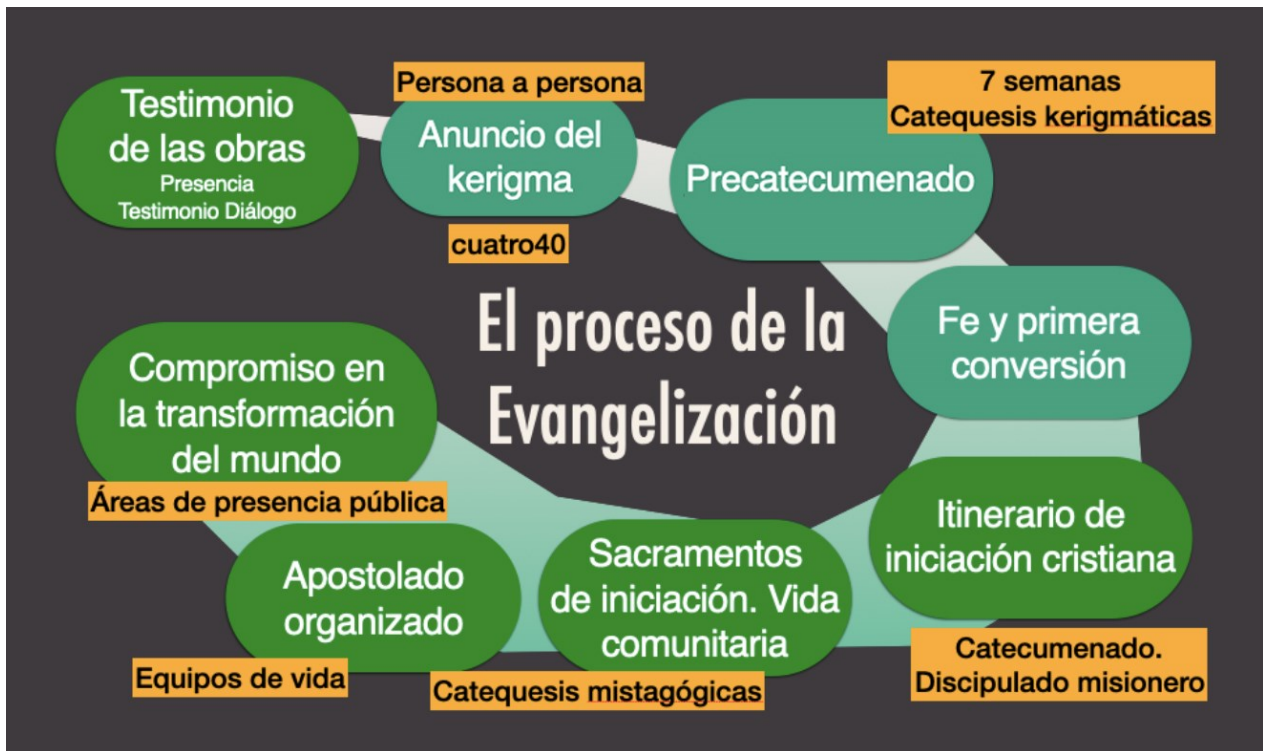 Testimonio
de las obras
Presencia
Testimonio Diálogo
Persona a persona
Anuncio del
kerigma
cuatro40
7 semanas
Catequesis kerigmáticas
Precatecumenado
El proceso de la
Evangelización
Fe y primera
conversión
Itinerario de
iniciación cristiana
Catecumenado.
Discipulado misionero
Sacramentos
de iniciación. Vida
comunitaria
Catequesis mistagógicas
Apostolado
organizado
Equipos de vida
Compromiso en
la transformación
del mundo
Áreas de presencia pública